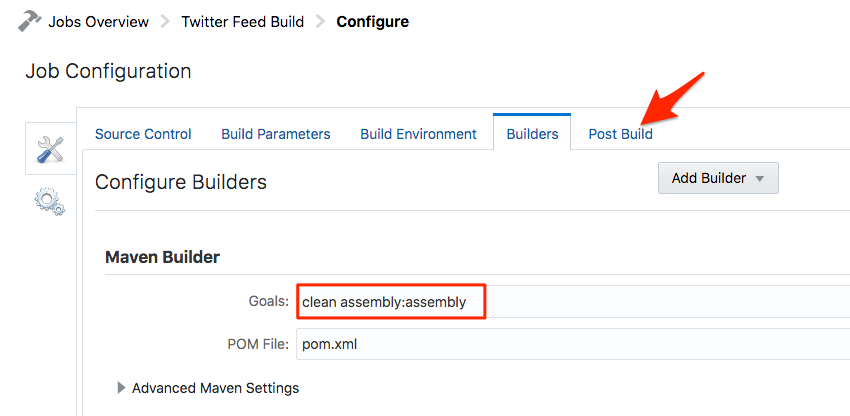 Jobs Overview Twitter Feed Build Configure
Job Configuration
Source Control Build Parameters Build Environment Builders Post Build
Configure Builders Add Builder
Maven Builder
Goals: clean assembly:assembly
POM File: pom.xml
Advanced Maven Settings